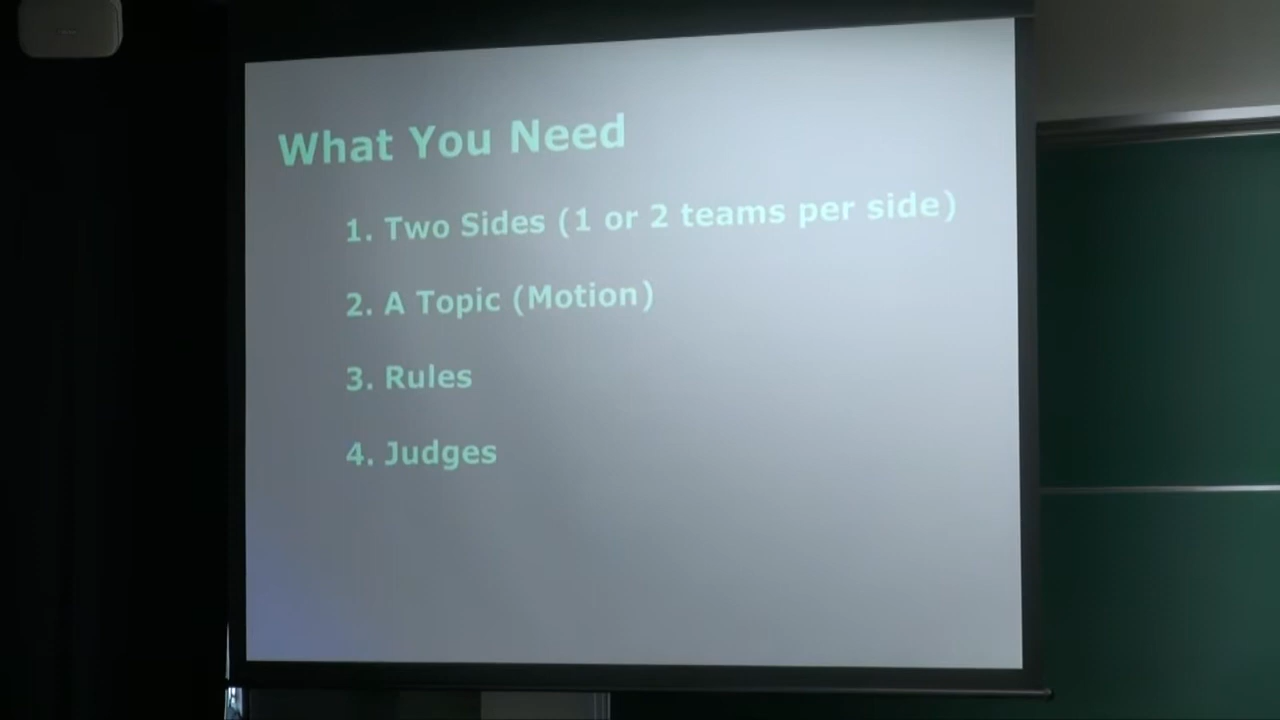 What You Need
1. Two Sides (1 or 2 teams per side)
2. A Topic (Motion)
3. Rules
4. Judges